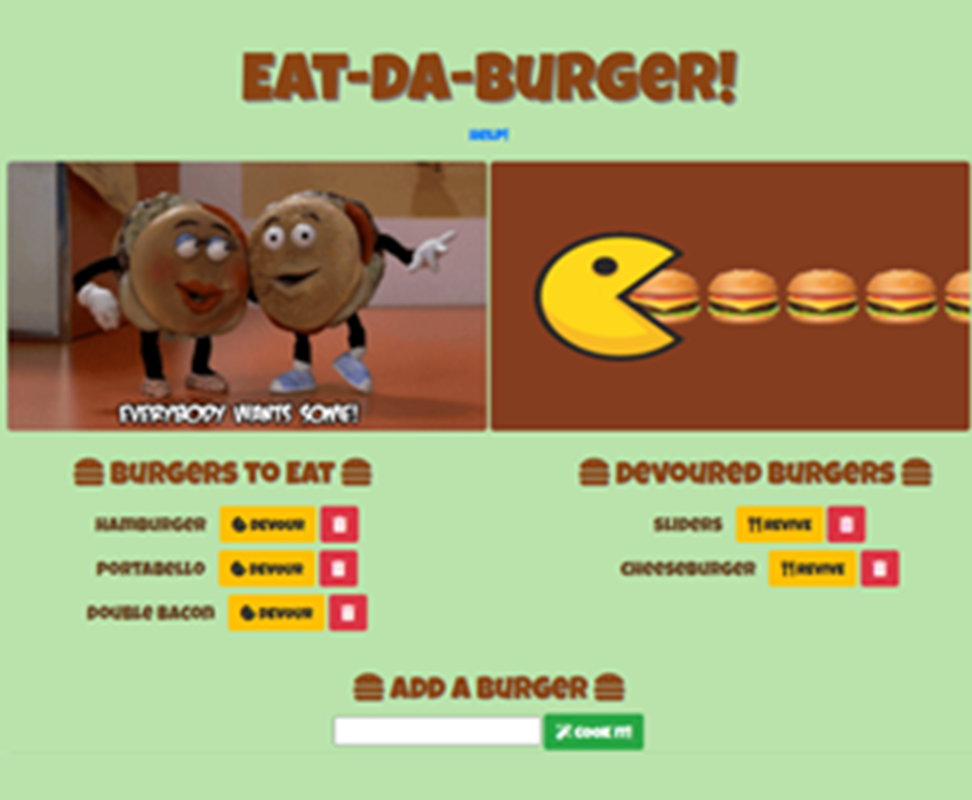 EAT-DA-BURGER!
HELP!
EVERYBODY WANTS SOME!
BURGERS TO EAT
HAMBURGER DEVOUR
PORTABELLO DEVOUR
DOUBLE BACON DEVOUR
DEVOURED BURGERS
SLIDERS REVIVE
CHEESEBURGER REVIVE
ADD A BURGER
COOK IT!